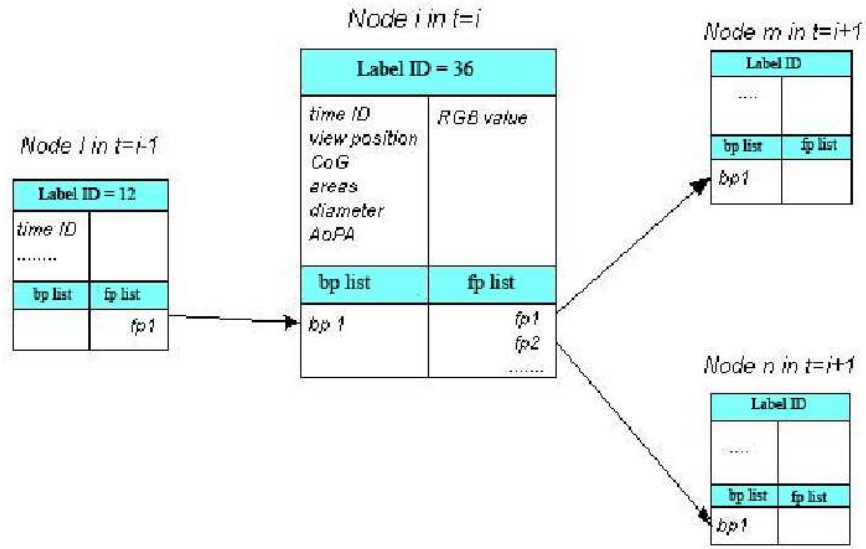 Node l in t=i-1
Label ID = 12
time ID
........
bp list
fp list
fp1
Node i in t=i
Label ID = 36
time ID
view position
CoG
areas
diameter
AoPA
RGB value
bp list
fp list
bp 1
fp1
fp2
.......
Node m in t=i+1
Label ID
....
bp list
fp list
bp1
Node n in t=i+1
Label ID
....
bp list
fp list
bp1